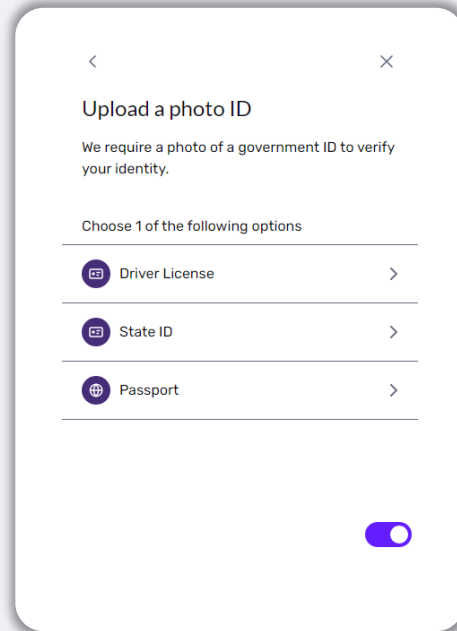 Upload a photo ID
We require a photo of a government ID to verify
your identity.
Choose 1 of the following options
Driver License
State ID
Passport